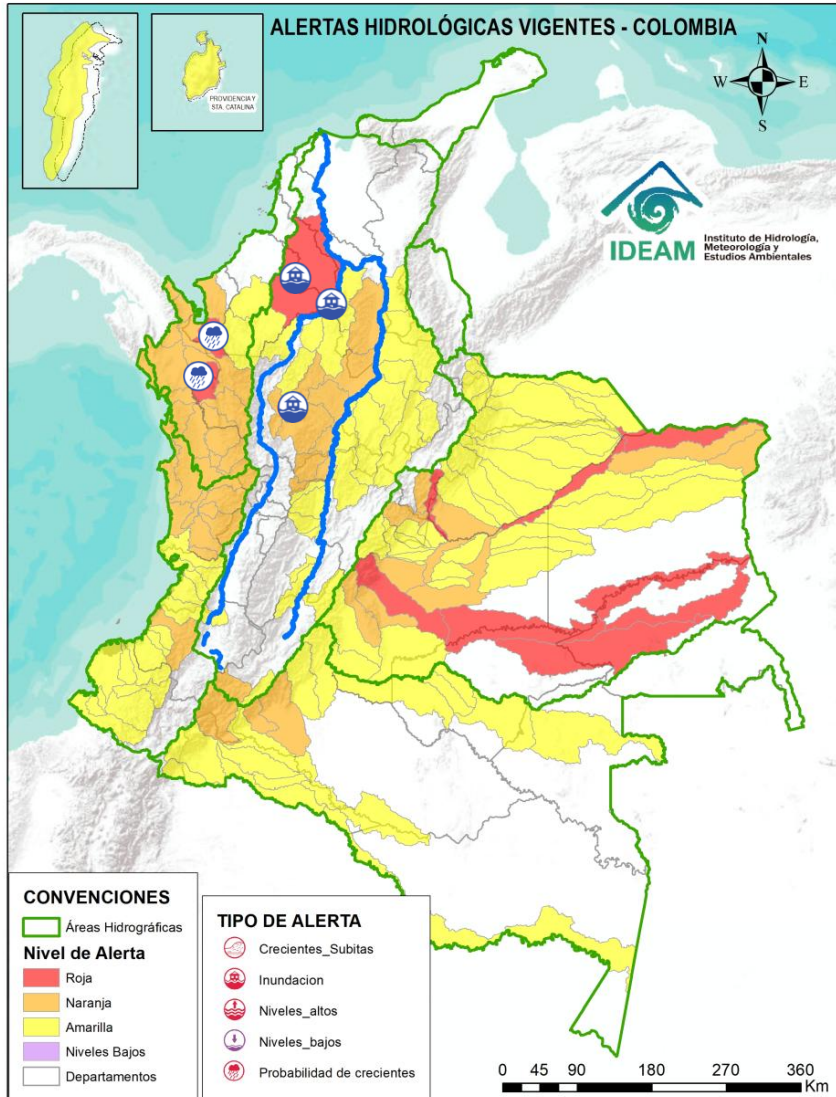 ALERTAS HIDROLÓGICAS VIGENTES - COLOMBIA
PROVIDENCIA Y
STA. CATALINA
N
W
E
S
IDEAM
Instituto de Hidrología,
Meteorología y
Estudios Ambientales
CONVENCIONES
Áreas Hidrográficas
Nivel de Alerta
Roja
Naranja
Amarilla
Niveles Bajos
Departamentos
TIPO DE ALERTA
Crecientes_Subitas
Inundacion
Niveles_altos
Niveles_bajos
Probabilidad de crecientes
0 45 90 180 270 360
Km